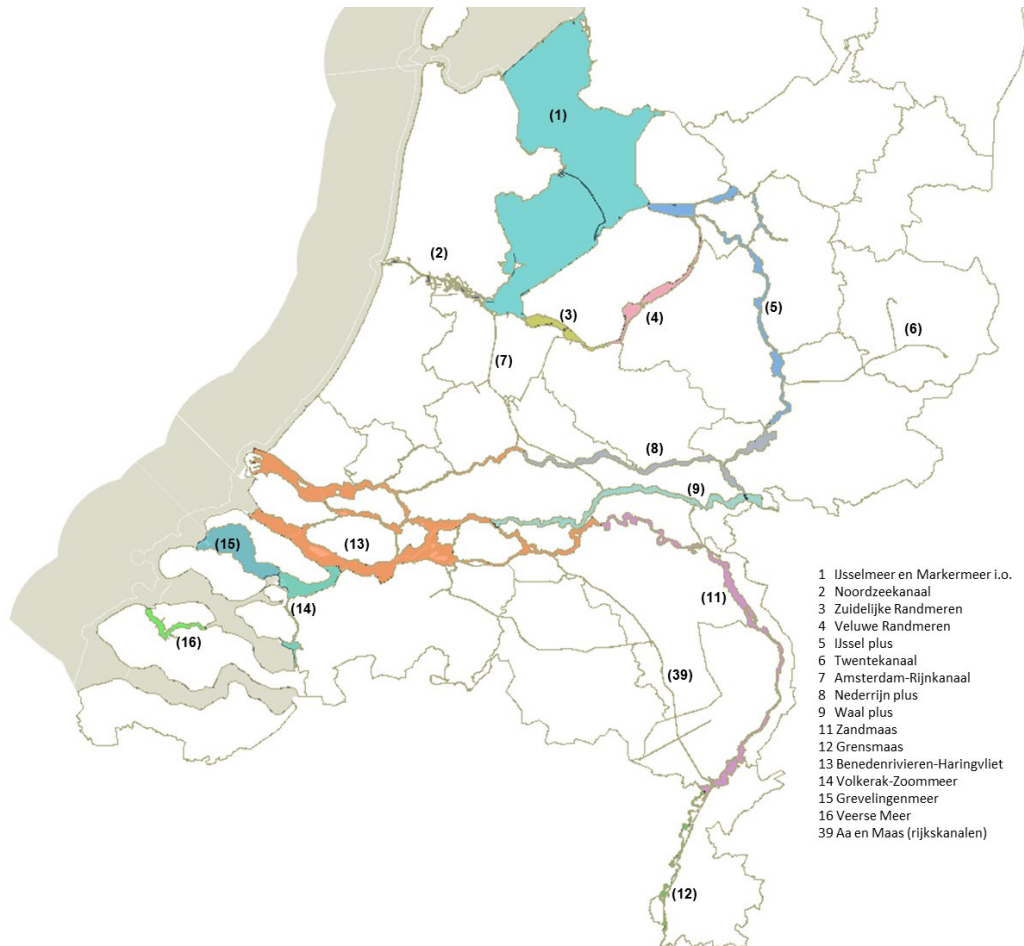 (1)
(2)
(3)
(4)
(5)
(6)
(7)
(8)
(9)
(13)
(15)
(14)
(11)
(16)
(39)
(12)
1 IJsselmeer en Markermeer i.o.
2 Noordzeekanaal
3 Zuidelijke Randmeren
4 Veluwe Randmeren
5 IJssel plus
6 Twentekanaal
7 Amsterdam-Rijnkanaal
8 Nederrijn plus
9 Waal plus
11 Zandmaas
12 Grensmaas
13 Benedenrivieren-Haringvliet
14 Volkerak-Zoommeer
15 Grevelingenmeer
16 Veerse Meer
39 Aa en Maas (rijkskanalen)